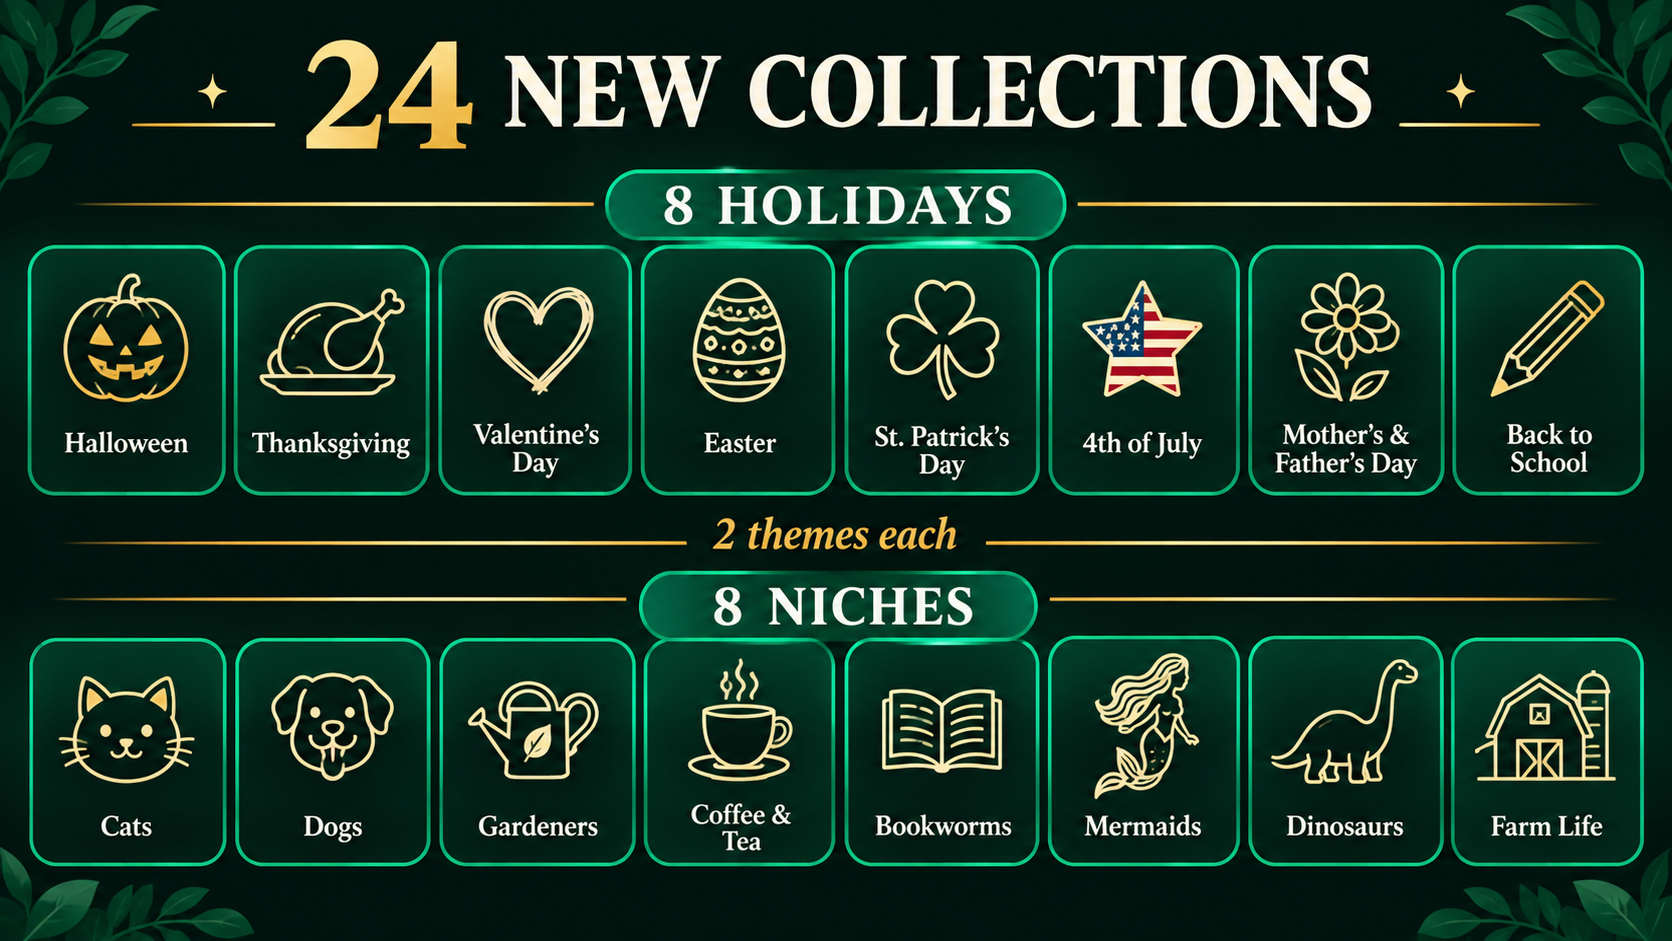 24 NEW COLLECTIONS
8 HOLIDAYS
Halloween
Thanksgiving
Valentine's
Day
Easter
St. Patrick's
Day
4th of July
Mother's &
Father's Day
Back to
School
2 themes each
8 NICHES
Cats
Dogs
Gardeners
Coffee &
Tea
Bookworms
Mermaids
Dinosaurs
Farm Life